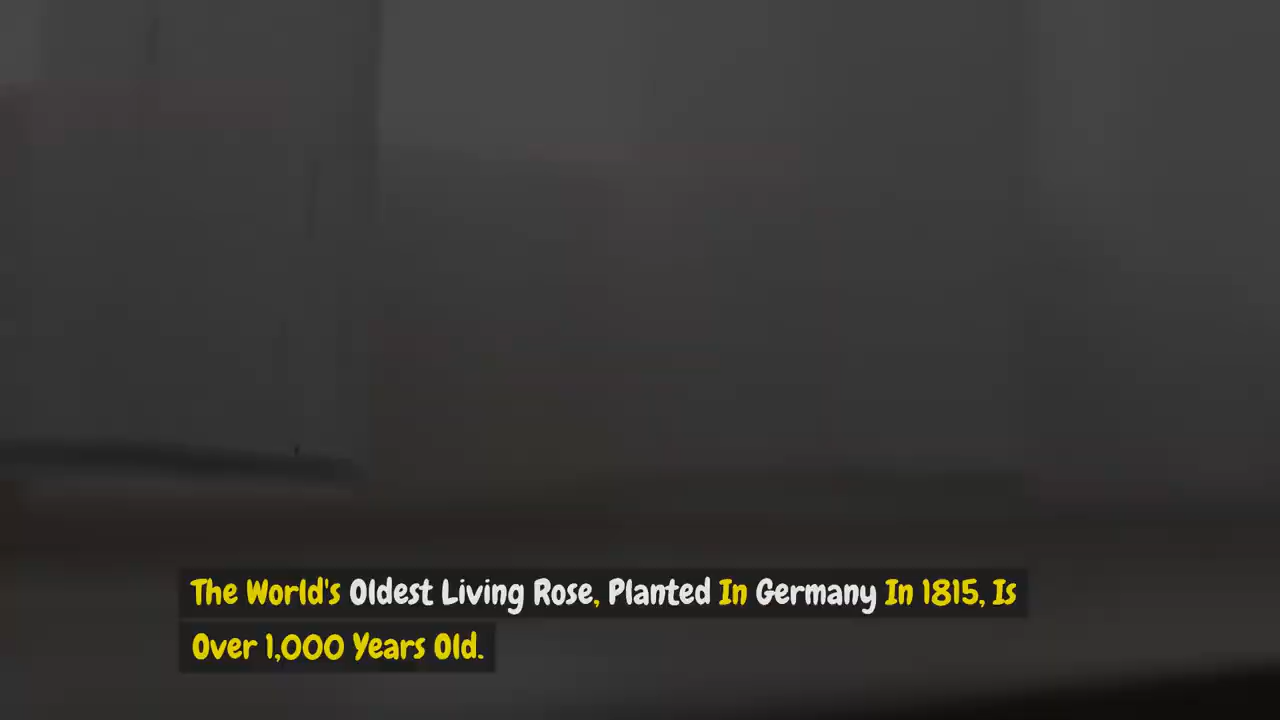 The World's Oldest Living Rose, Planted In Germany In 1815, Is
Over 1,000 Years Old.